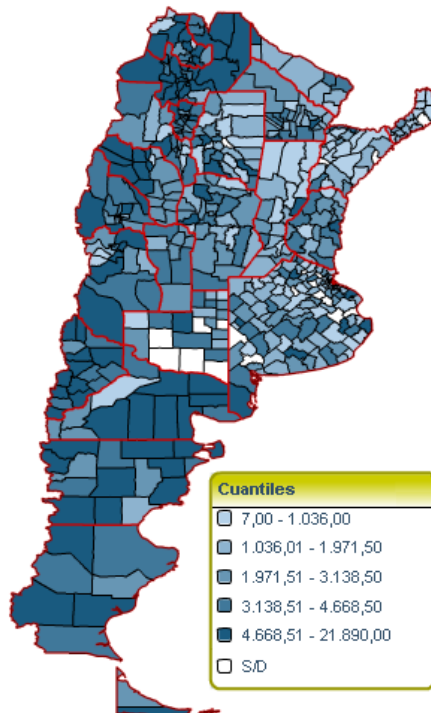 Cuantiles
7,00 - 1.036,00
1.036,01 - 1.971,50
1.971,51 - 3.138,50
3.138,51 - 4.668,50
4.668,51 - 21.890,00
S/D